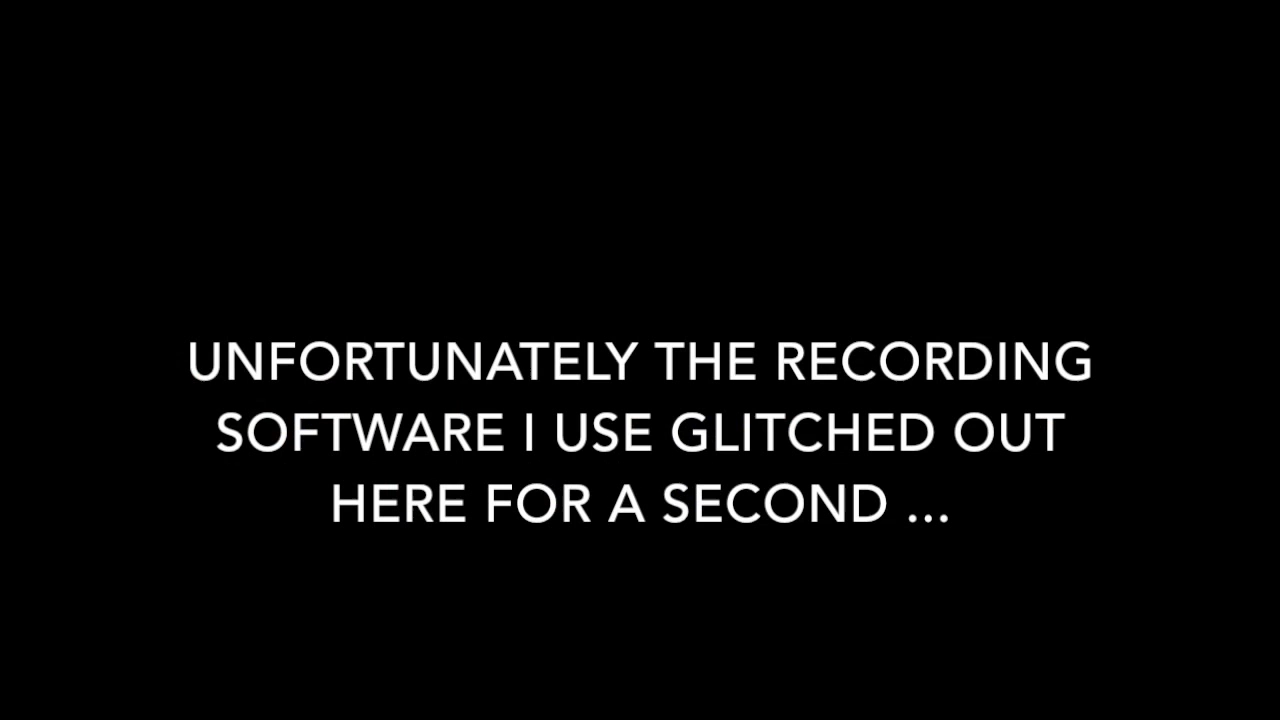 UNFORTUNATELY THE RECORDING
SOFTWARE I USE GLITCHED OUT
HERE FOR A SECOND ...